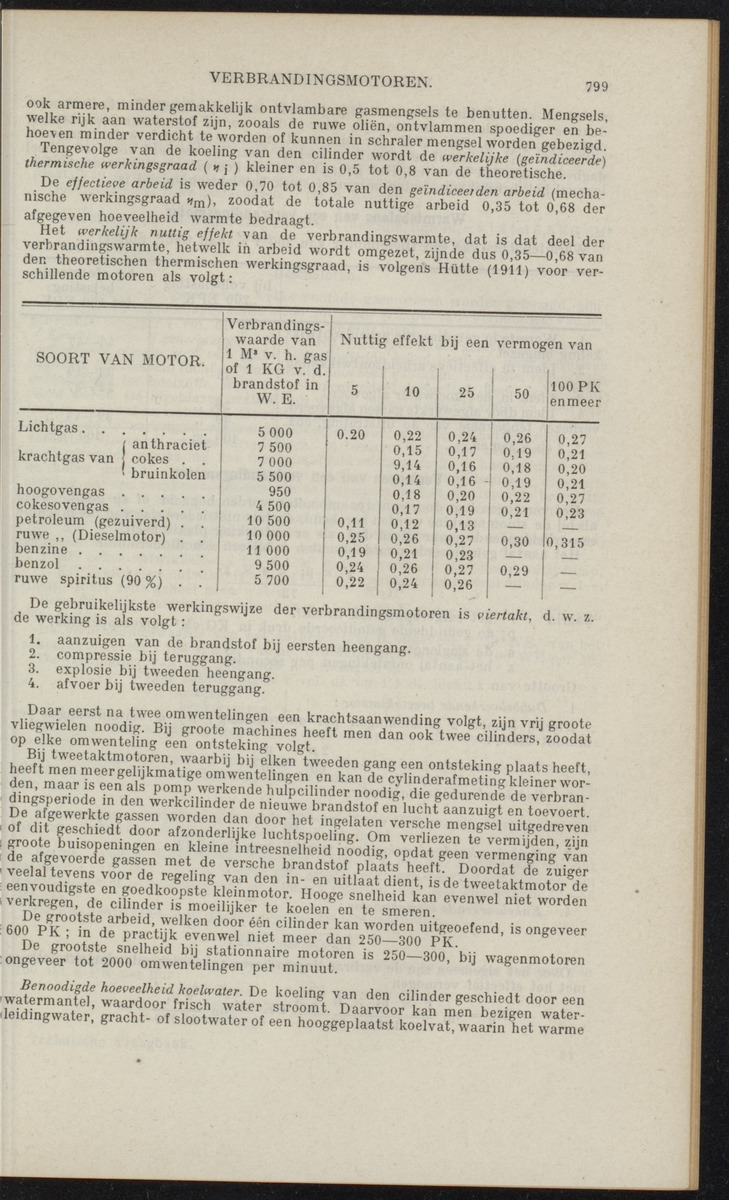 VERBRANDINGSMOTOREN. 799
ook armere, minder gemakkelijk ontvlambare gasmengsels te benutten. Mengsels,
welke rijk aan waterstof zijn, zooals de ruwe oliën, ontvlammen spoediger en be-
hoeven minder verdicht te worden of kunnen in schraler mengsel worden gebezigd.
Tengevolge van de koeling van den cilinder wordt de werkelijke (geïndiceerde)
thermische werkingsgraad (η i) kleiner en is 0,5 tot 0,8 van de theoretische.
De effectieve arbeid is weder 0,70 tot 0,85 van den geïndiceerden arbeid (mecha-
nische werkingsgraad ηm), zoodat de totale nuttige arbeid 0,35 tot 0,68 der
afgegeven hoeveelheid warmte bedraagt.
Het werkelijk nuttig effekt van de verbrandingswarmte, dat is dat deel der
verbrandingswarmte, hetwelk in arbeid wordt omgezet, zijnde dus 0,35—0,68 van
den theoretischen thermischen werkingsgraad, is volgens Hütte (1911) voor ver-
schillende motoren als volgt:
SOORT VAN MOTOR.
Verbrandings-
waarde van
1 M³ v. h. gas
of 1 KG v. d.
brandstof in
W. E.
Nuttig effekt bij een vermogen van
5 10 25 50 100 PK
en meer
Lichtgas . . . . . . . 5 000 0.20 0,22 0,24 0,26 0,27
krachtgas van { anthraciet 7 500 0,15 0,17 0,19 0,21
cokes . . 7 000 9,14 0,16 0,18 0,20
bruinkolen 5 500 0,14 0,16 - 0,19 0,21
hoogovengas . . . . . 950 0,18 0,20 0,22 0,27
cokesovengas . . . . . 4 500 0,17 0,19 0,21 0,23
petroleum (gezuiverd) . . 10 500 0,11 0,12 0,13 — —
ruwe ,, (Dieselmotor) . . 10 000 0,25 0,26 0,27 0,30 0,315
benzine . . . . . . . 11 000 0,19 0,21 0,23 — —
benzol . . . . . . . 9 500 0,24 0,26 0,27 0,29 —
ruwe spiritus (90 %) . . 5 700 0,22 0,24 0,26 — —
De gebruikelijkste werkingswijze der verbrandingsmotoren is viertakt, d. w. z.
de werking is als volgt:
1. aanzuigen van de brandstof bij eersten heengang.
2. compressie bij teruggang.
3. explosie bij tweeden heengang.
4. afvoer bij tweeden teruggang.
Daar eerst na twee omwentelingen een krachtsaanwending volgt, zijn vrij groote
vliegwielen noodig. Bij groote machines heeft men dan ook twee cilinders, zoodat
op elke omwenteling een ontsteking volgt.
Bij tweetaktmotoren, waarbij bij elken tweeden gang een ontsteking plaats heeft,
heeft men meer gelijkmatige omwentelingen en kan de cylinderafmeting kleiner wor-
den, maar is een als pomp werkende hulpcilinder noodig, die gedurende de verbran-
dingsperiode in den werkcilinder de nieuwe brandstof en lucht aanzuigt en toevoert.
De afgewerkte gassen worden dan door het ingelaten versche mengsel uitgedreven
of dit geschiedt door afzonderlijke luchtspoeling. Om verliezen te vermijden, zijn
groote buisopeningen en kleine intreesnelheid noodig, opdat geen vermenging van
de afgevoerde gassen met de versche brandstof plaats heeft. Doordat de zuiger
veelal tevens voor de regeling van den in- en uitlaat dient, is de tweetaktmotor de
eenvoudigste en goedkoopste kleinmotor. Hooge snelheid kan evenwel niet worden
verkregen, de cilinder is moeilijker te koelen en te smeren.
De grootste arbeid, welken door één cilinder kan worden uitgeoefend, is ongeveer
600 PK; in de practijk evenwel niet meer dan 250—300 PK.
De grootste snelheid bij stationnaire motoren is 250—300, bij wagenmotoren
ongeveer tot 2000 omwentelingen per minuut.
Benoodigde hoeveelheid koelwater. De koeling van den cilinder geschiedt door een
watermantel, waardoor frisch water stroomt. Daarvoor kan men bezigen water-
leidingwater, gracht- of slootwater of een hooggeplaatst koelvat, waarin het warme